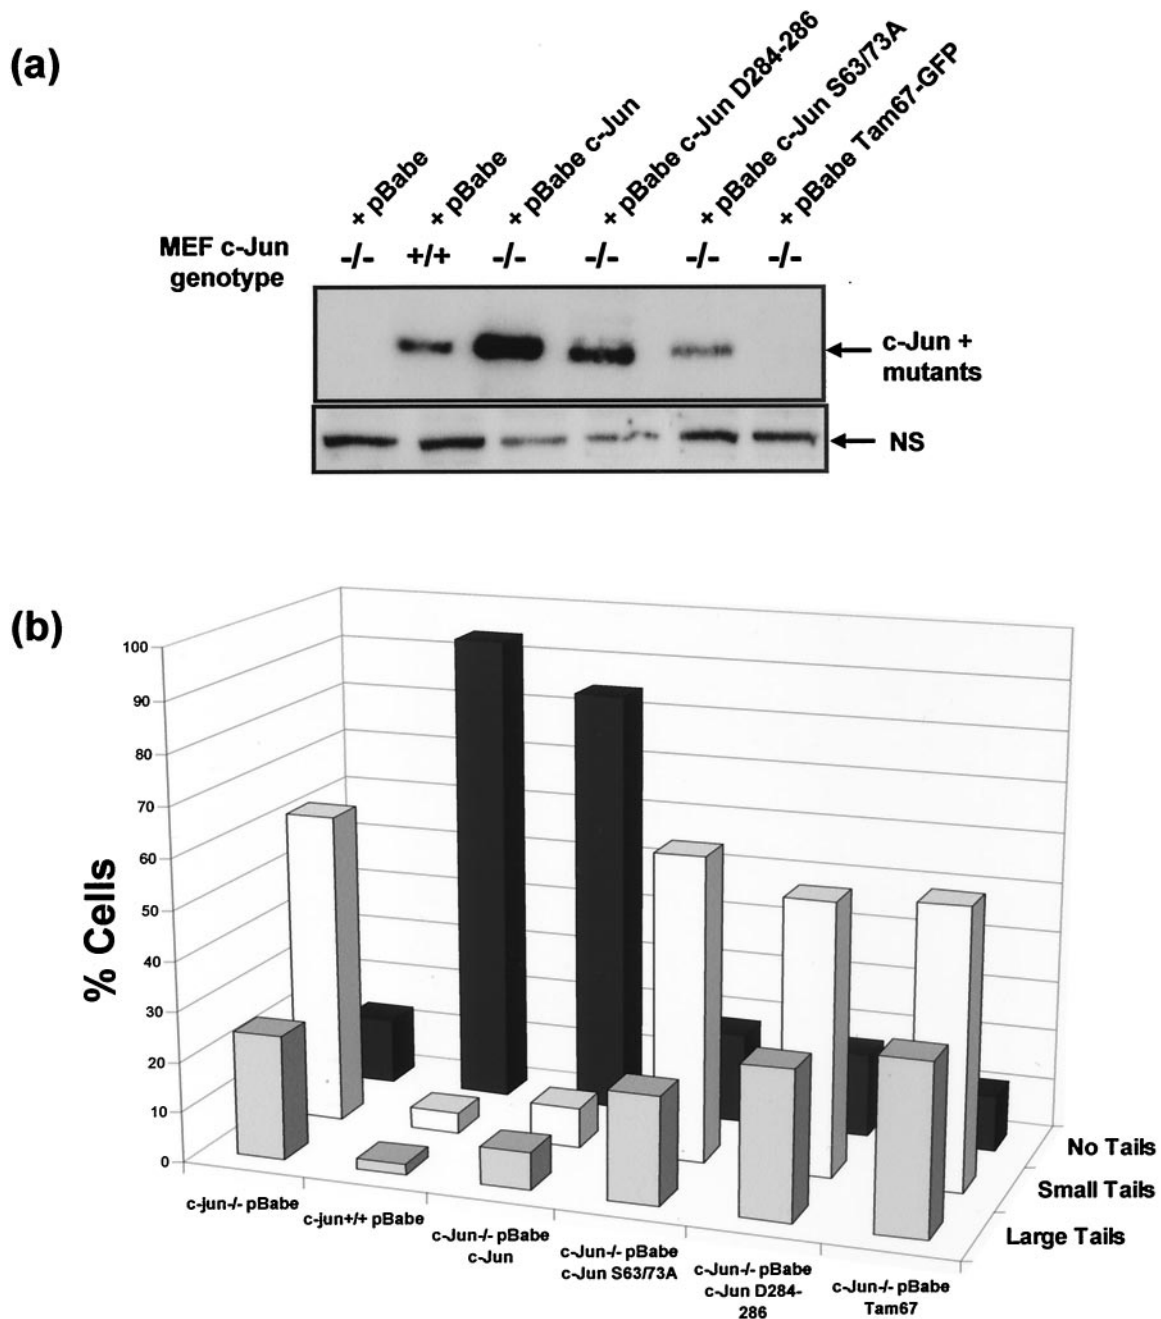 (a)
+ pBabe
+ pBabe
+ pBabe c-Jun
+ pBabe c-Jun D284-286
+ pBabe c-Jun S63/73A
+ pBabe Tam67-GFP
MEF c-Jun
genotype
-/-
+/+
-/-
-/-
-/-
-/-
c-Jun +
mutants
NS
(b)
% Cells
100
90
80
70
60
50
40
30
20
10
0
c-jun-/- pBabe
c-jun+/+ pBabe
c-Jun-/- pBabe
c-Jun
c-Jun-/- pBabe
c-Jun S63/73A
c-Jun-/- pBabe
c-Jun D284-
286
c-Jun-/- pBabe
Tam67
No Tails
Small Tails
Large Tails